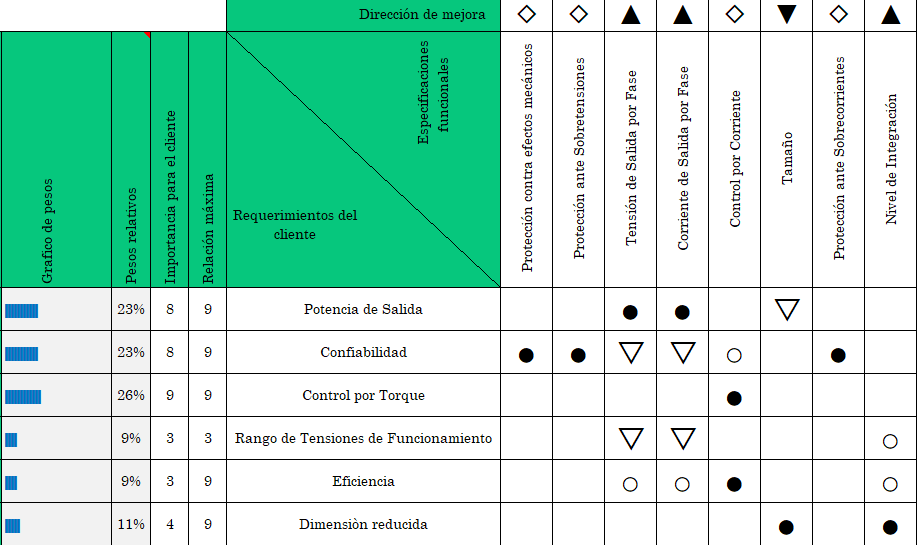 Dirección de mejora
Grafico de pesos
Pesos relativos
Importancia para el cliente
Relación máxima
Especificaciones
funcionales
Requerimientos del
cliente
Protección contra efectos mecánicos
Protección ante Sobretensiones
Tensión de Salida por Fase
Corriente de Salida por Fase
Control por Corriente
Tamaño
Protección ante Sobrecorrientes
Nivel de Integración
23% 8 9 Potencia de Salida
23% 8 9 Confiabilidad
26% 9 9 Control por Torque
9% 3 3 Rango de Tensiones de Funcionamiento
9% 3 9 Eficiencia
11% 4 9 Dimensiòn reducida